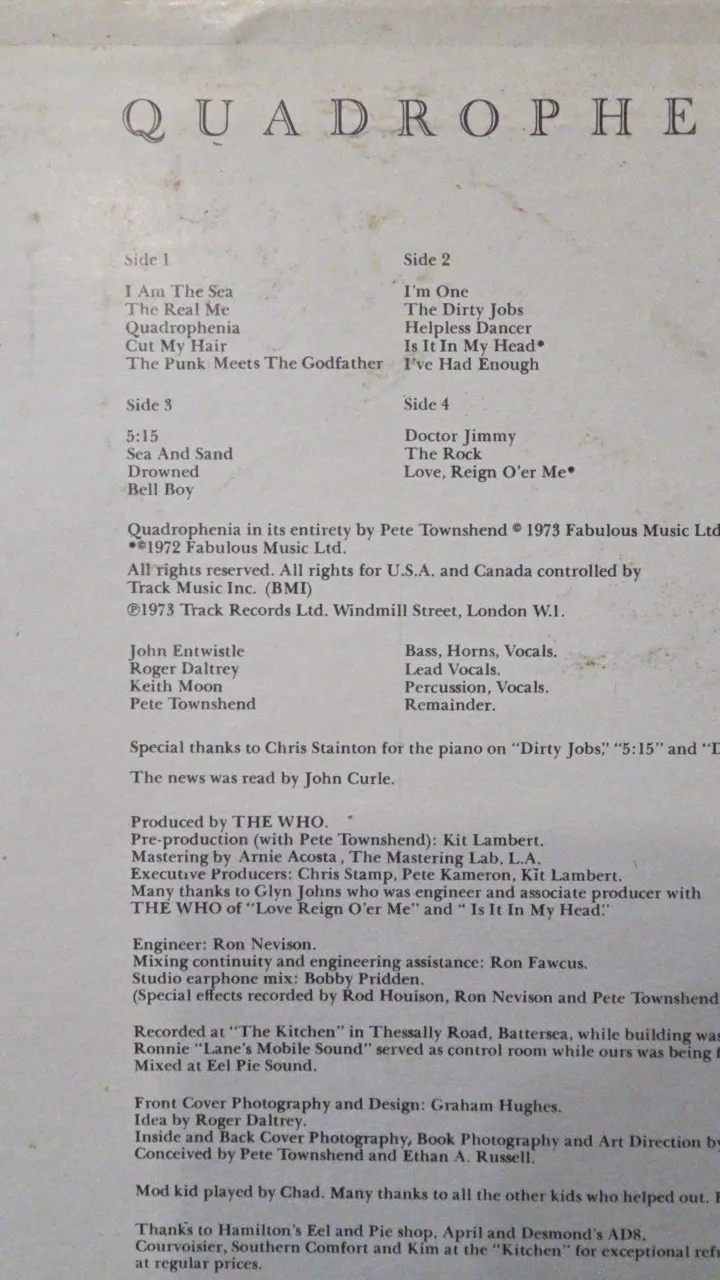 QUADROPHE
Side 1
I Am The Sea
The Real Me
Quadrophenia
Cut My Hair
The Punk Meets The Godfather
Side 2
I'm One
The Dirty Jobs
Helpless Dancer
Is It In My Head*
I've Had Enough
Side 3
5:15
Sea And Sand
Drowned
Bell Boy
Side 4
Doctor Jimmy
The Rock
Love, Reign O'er Me*
Quadrophenia in its entirety by Pete Townshend © 1973 Fabulous Music Ltd
*©1972 Fabulous Music Ltd.
All rights reserved. All rights for U.S.A. and Canada controlled by
Track Music Inc. (BMI)
℗1973 Track Records Ltd. Windmill Street, London W.1.
John Entwistle Bass, Horns, Vocals.
Roger Daltrey Lead Vocals.
Keith Moon Percussion, Vocals.
Pete Townshend Remainder.
Special thanks to Chris Stainton for the piano on "Dirty Jobs," "5:15" and "D
The news was read by John Curle.
Produced by THE WHO.
Pre-production (with Pete Townshend): Kit Lambert.
Mastering by Arnie Acosta, The Mastering Lab, L.A.
Executive Producers: Chris Stamp, Pete Kameron, Kit Lambert.
Many thanks to Glyn Johns who was engineer and associate producer with
THE WHO of "Love Reign O'er Me" and " Is It In My Head."
Engineer: Ron Nevison.
Mixing continuity and engineering assistance: Ron Fawcus.
Studio earphone mix: Bobby Pridden.
(Special effects recorded by Rod Houison, Ron Nevison and Pete Townshend
Recorded at "The Kitchen" in Thessally Road, Battersea, while building was
Ronnie "Lane's Mobile Sound" served as control room while ours was being f
Mixed at Eel Pie Sound.
Front Cover Photography and Design: Graham Hughes.
Idea by Roger Daltrey.
Inside and Back Cover Photography, Book Photography and Art Direction by
Conceived by Pete Townshend and Ethan A. Russell.
Mod kid played by Chad. Many thanks to all the other kids who helped out.
Thanks to Hamilton's Eel and Pie shop, April and Desmond's AD8,
Courvoisier, Southern Comfort and Kim at the "Kitchen" for exceptional refr
at regular prices.